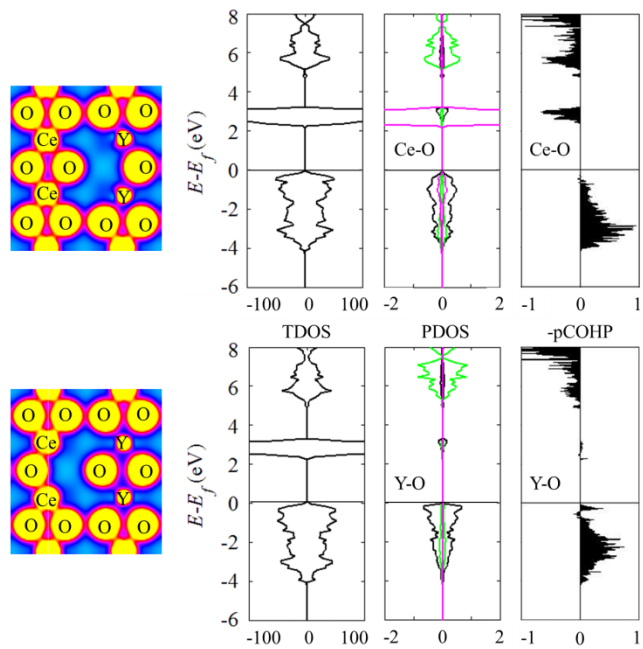 8
6
4
2
0
-2
-4
-6
E-E_f (eV)
-100 0 100
-2 0 2
-1 0 1
Ce-O
Ce-O
O O O O
Ce Y
O O O
Ce Y
O O O O
TDOS PDOS -pCOHP
8
6
4
2
0
-2
-4
-6
E-E_f (eV)
-100 0 100
-2 0 2
-1 0 1
Y-O
Y-O
O O O O
Ce Y
O O O
Ce Y
O O O O